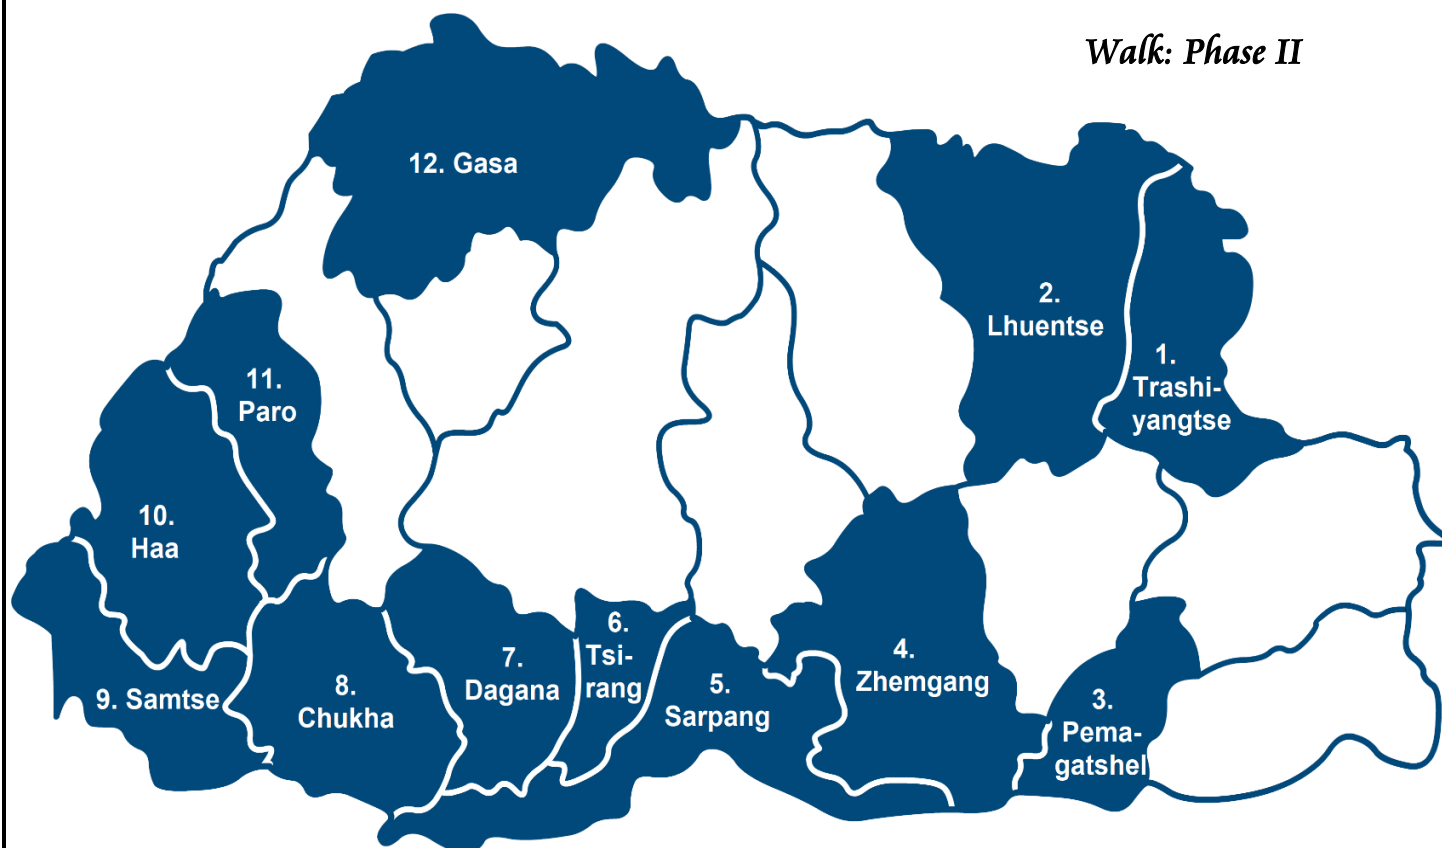 Walk: Phase II
12. Gasa
2.
Lhuentse
1.
Trashi-
yangtse
11.
Paro
10.
Haa
9. Samtse
8.
Chukha
7.
Dagana
6.
Tsi-
rang
5.
Sarpang
4.
Zhemgang
3.
Pema-
gatshel